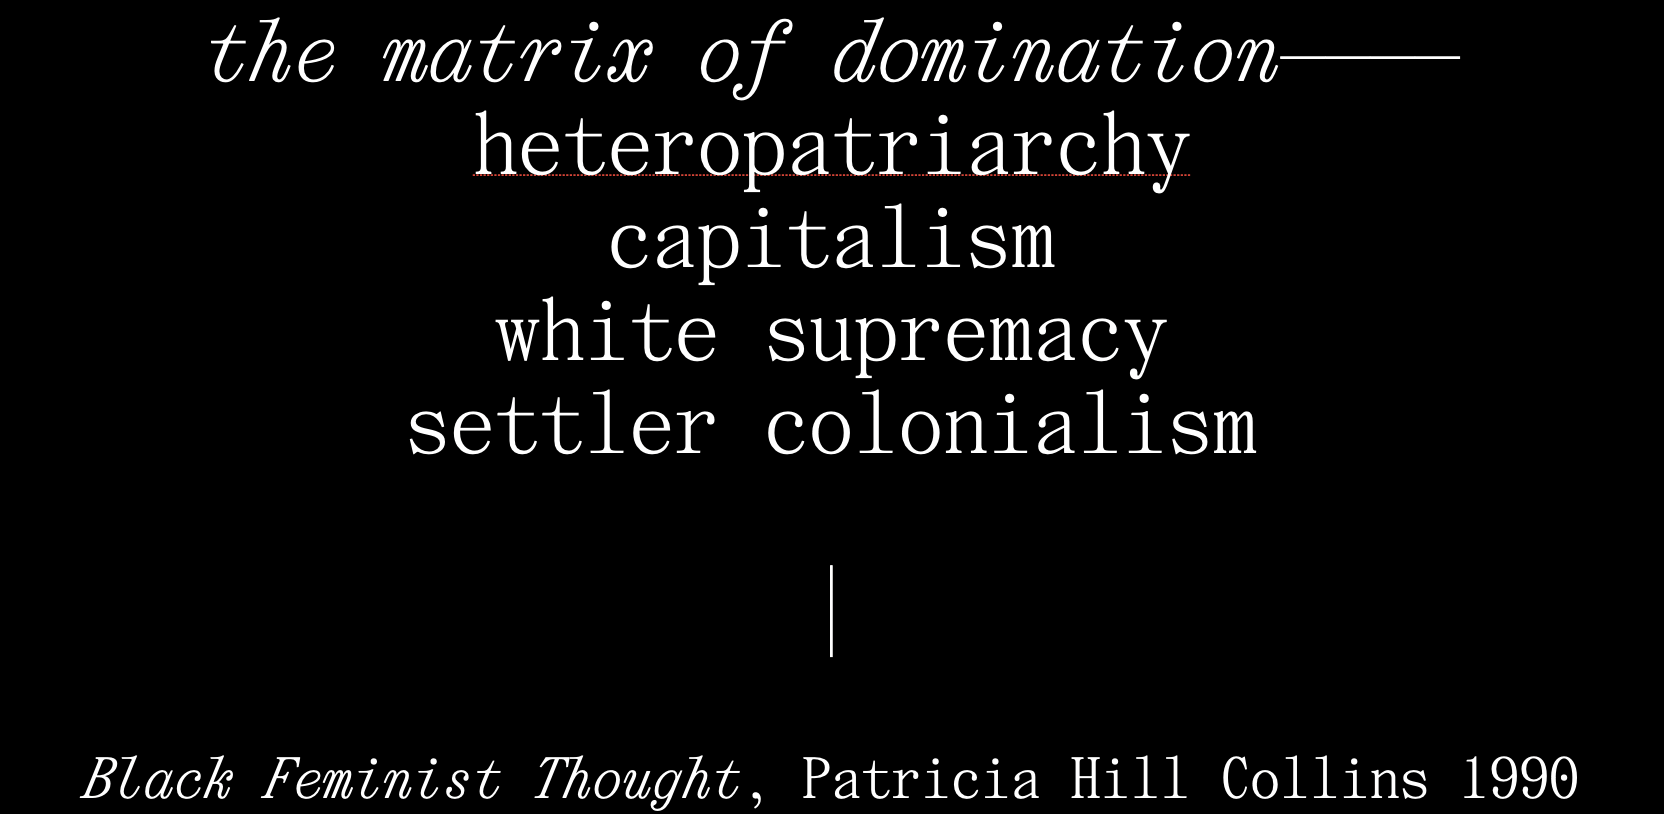 the matrix of domination——
heteropatriarchy
capitalism
white supremacy
settler colonialism
Black Feminist Thought, Patricia Hill Collins 1990